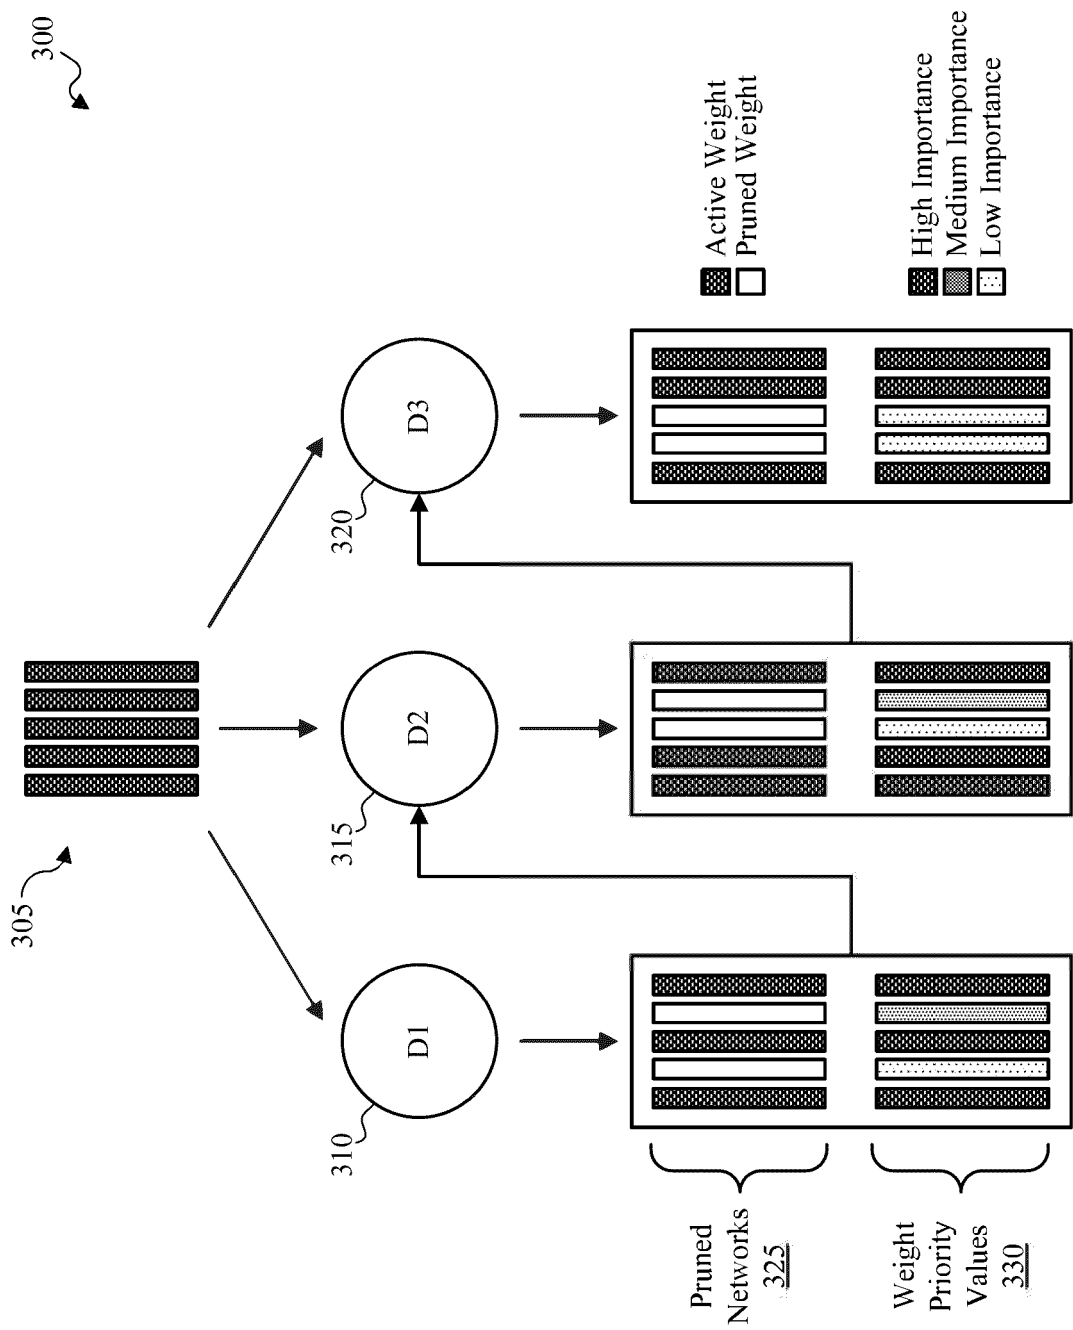 300
305
D1
D2
D3
310
315
320
Active Weight
Pruned Weight
High Importance
Medium Importance
Low Importance
Pruned
Networks
325
Weight
Priority
Values
330